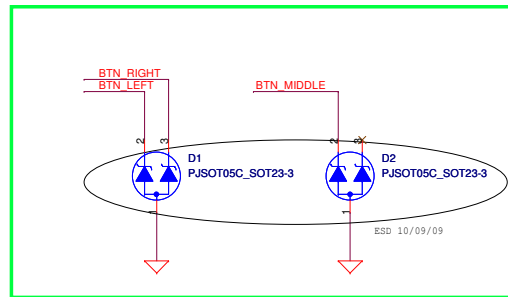 BTN_RIGHT
BTN_LEFT
BTN_MIDDLE
2
3
D1
PJSOT05C_SOT23-3
1
2
3
D2
PJSOT05C_SOT23-3
1
ESD 10/09/09